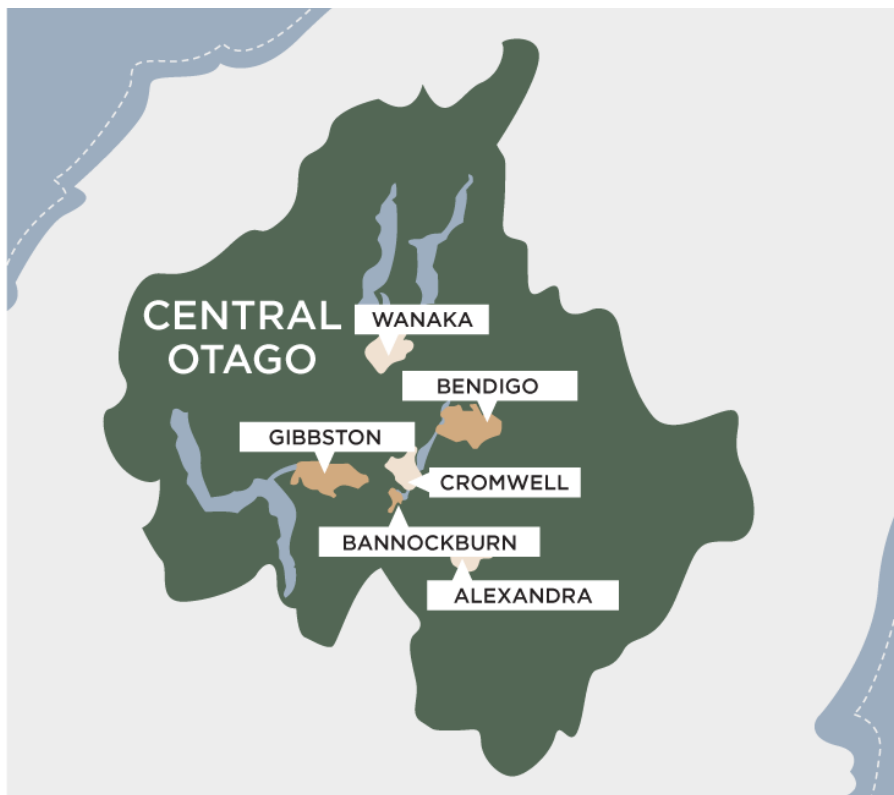 CENTRAL
OTAGO
WANAKA
BENDIGO
GIBBSTON
CROMWELL
BANNOCKBURN
ALEXANDRA